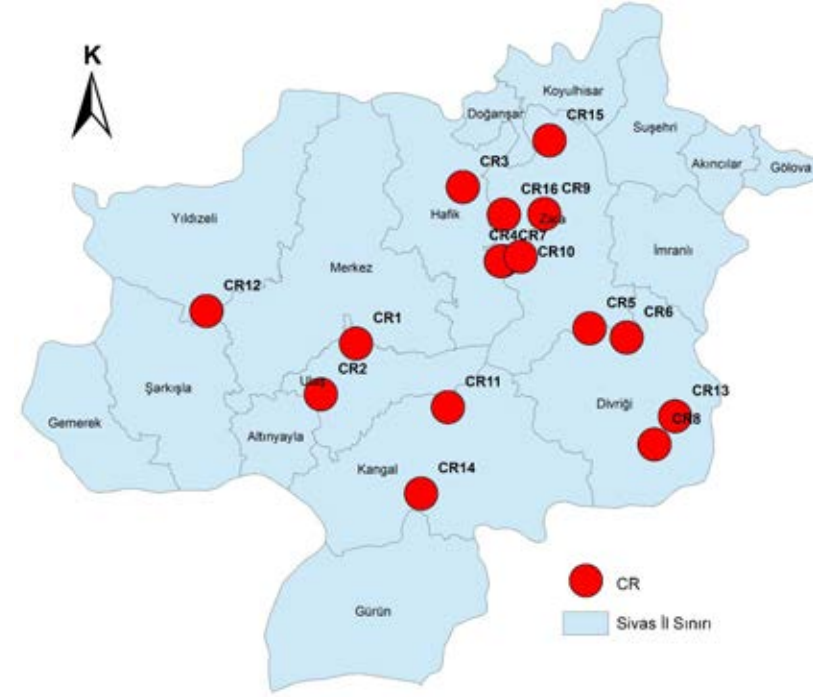 K
Koyulhisar
Doğanşar
CR15
Suşehri
Akıncılar
Gölova
CR3
CR16
CR9
Hafik
Zara
Yıldızeli
CR4
CR7
CR10
İmranlı
Merkez
CR12
CR1
CR5
CR6
Şarkışla
Ulaş
CR2
CR11
CR13
Divriği
CR8
Gemerek
Altınyayla
Kangal
CR14
CR
Gürün
Sivas İl Sınırı